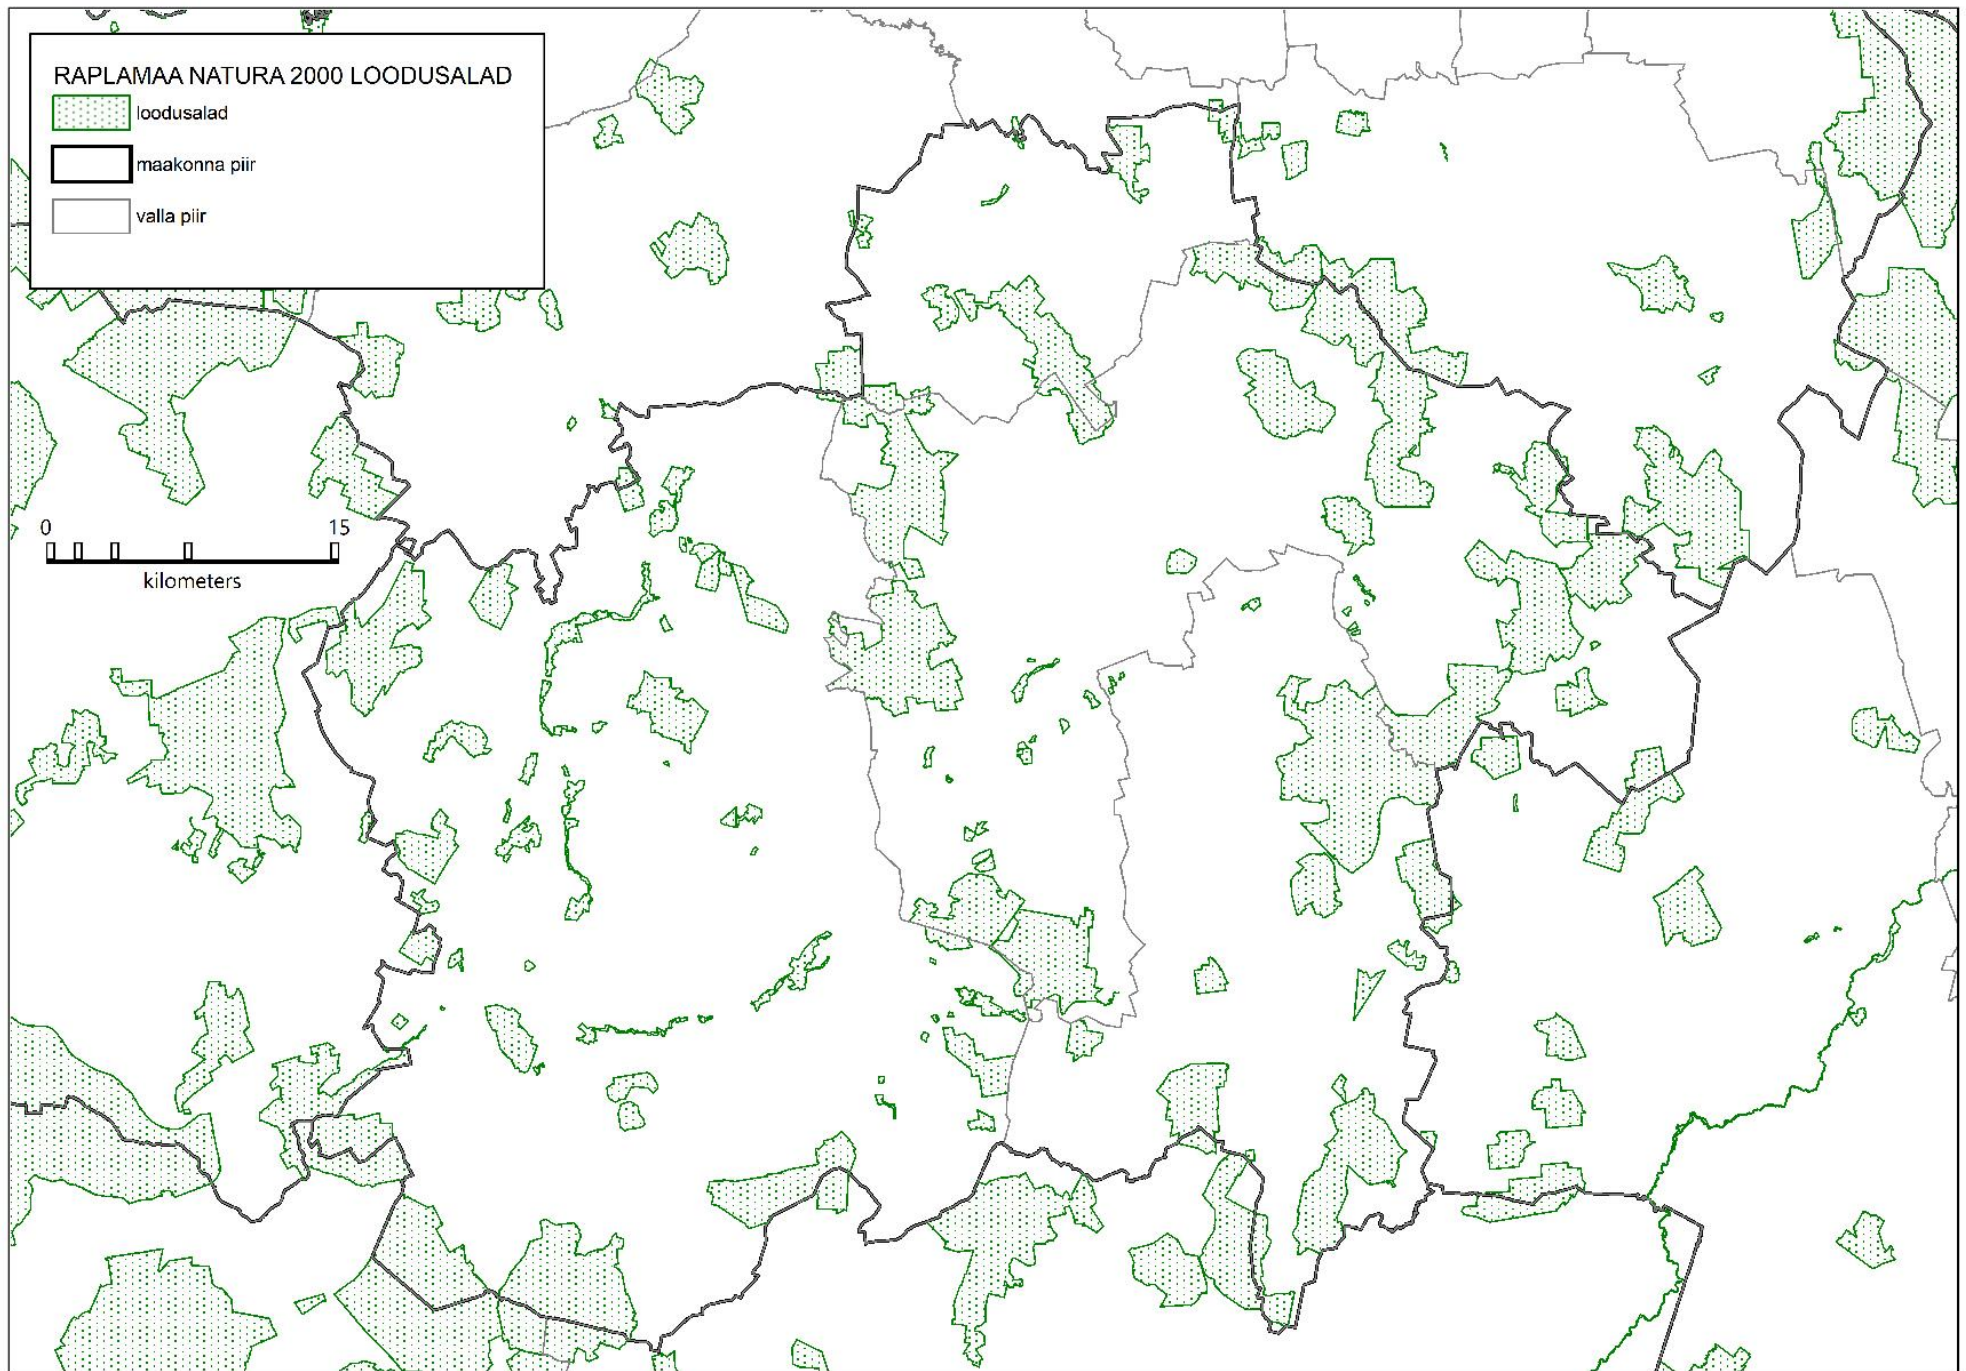 RAPLAMAA NATURA 2000 LOODUSALAD
loodusalad
maakonna piir
valla piir
0 15
kilometers